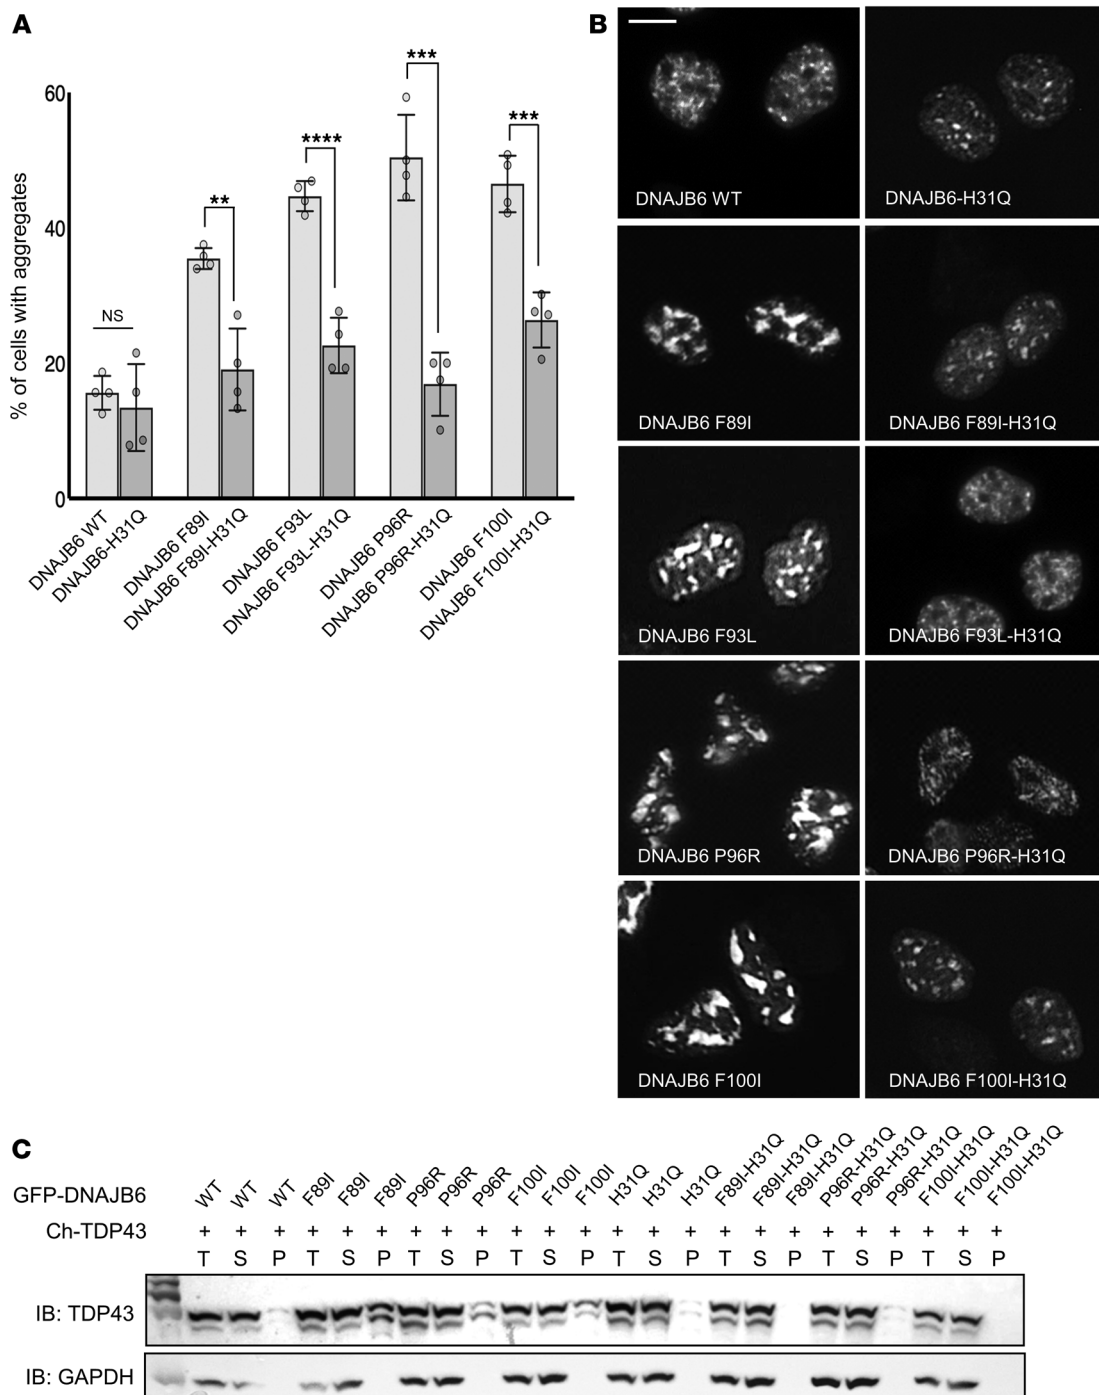 A
B
% of cells with aggregates
60
40
20
0
NS
**
****
***
***
DNAJB6 WT
DNAJB6-H31Q
DNAJB6 F89I
DNAJB6 F89I-H31Q
DNAJB6 F93L
DNAJB6 F93L-H31Q
DNAJB6 P96R
DNAJB6 P96R-H31Q
DNAJB6 F100I
DNAJB6 F100I-H31Q
DNAJB6 WT
DNAJB6-H31Q
DNAJB6 F89I
DNAJB6 F89I-H31Q
DNAJB6 F93L
DNAJB6 F93L-H31Q
DNAJB6 P96R
DNAJB6 P96R-H31Q
DNAJB6 F100I
DNAJB6 F100I-H31Q
C
GFP-DNAJB6 WT WT WT F89I F89I F89I P96R P96R P96R F100I F100I F100I H31Q H31Q H31Q F89I-H31Q F89I-H31Q F89I-H31Q P96R-H31Q P96R-H31Q P96R-H31Q F100I-H31Q F100I-H31Q F100I-H31Q
Ch-TDP43 + + + + + + + + + + + + + + + + + + + + + + + +
T S P T S P T S P T S P T S P T S P T S P T S P
IB: TDP43
IB: GAPDH